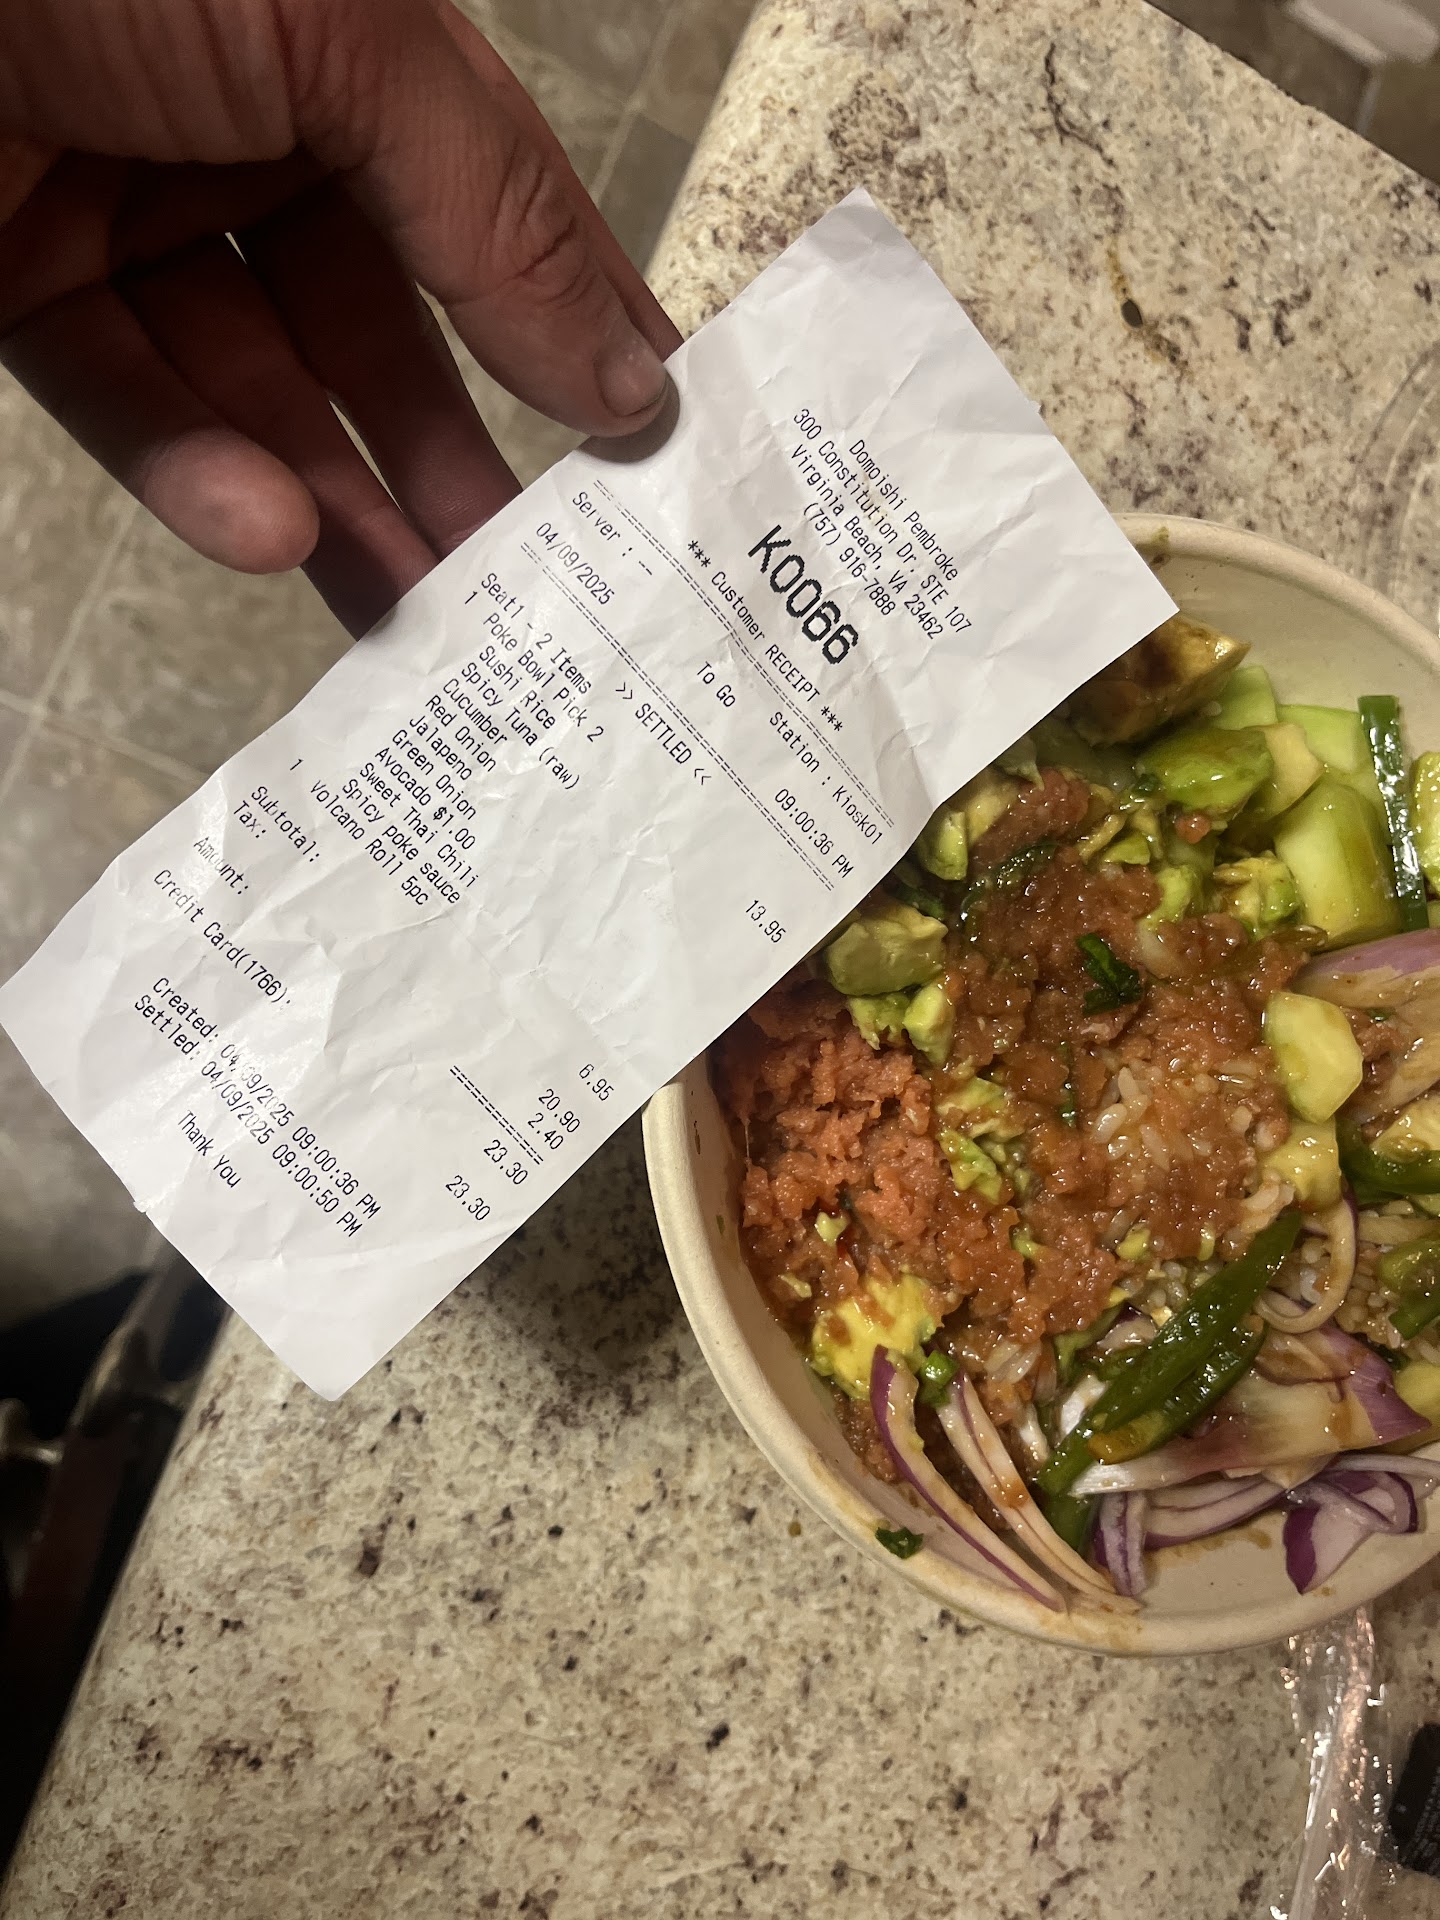 Domoishi Pembroke
300 Constitution Dr, STE 107
Virginia Beach, VA 23462
(757) 916-7888
K0066
*** Customer RECEIPT ***
Server : -- To Go Station : Kiosk01
04/09/2025 >> SETTLED << 09:00:36 PM
Seat1 - 2 Items
1 Poke Bowl Pick 2 13.95
Sushi Rice
Spicy Tuna (raw)
Cucumber
Red Onion
Jalapeno
Green Onion
Avocado $1.00
Sweet Thai Chili
Spicy poke sauce
1 Volcano Roll 5pc 6.95
Subtotal: 20.90
Tax: 2.40
Amount: 23.30
Credit Card(1766): 23.30
Created: 04/09/2025 09:00:36 PM
Settled: 04/09/2025 09:00:50 PM
Thank You